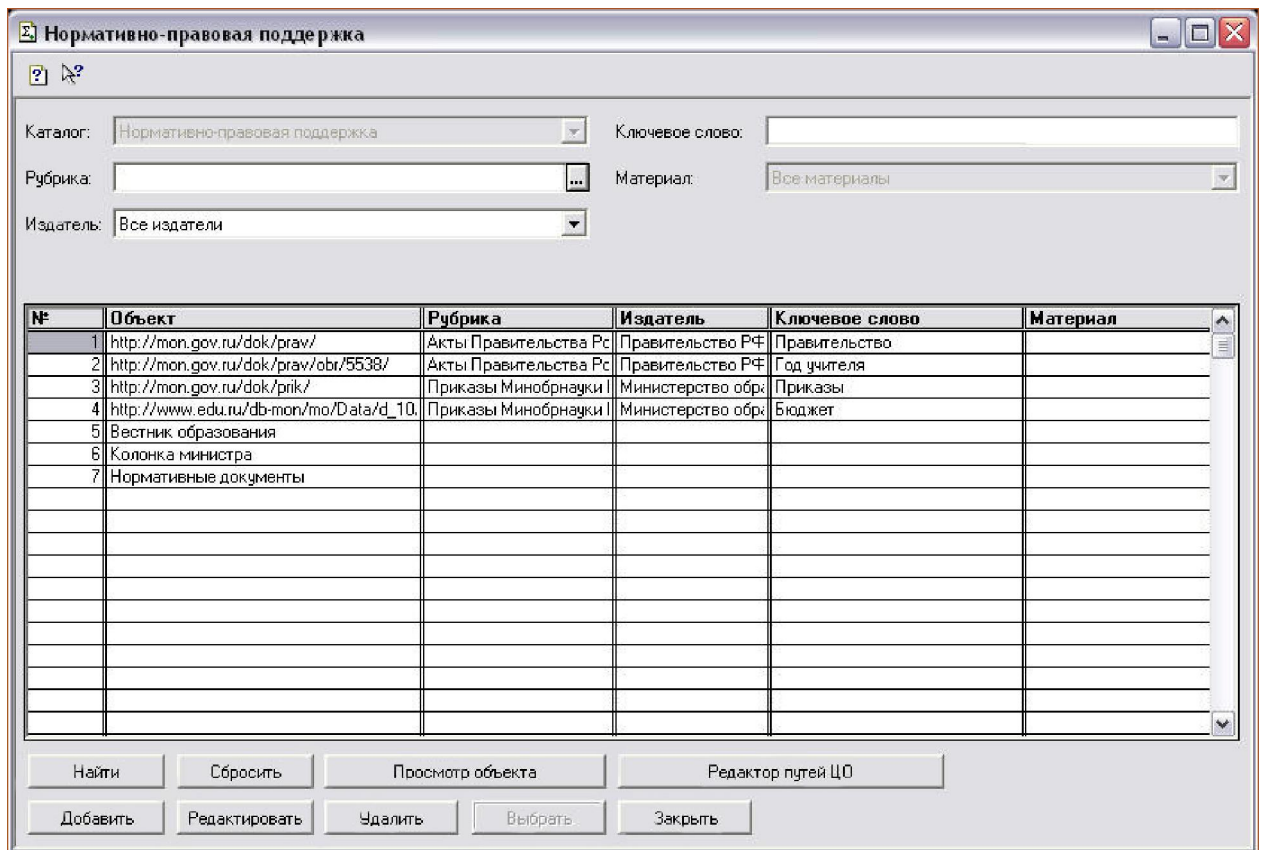 Нормативно-правовая поддержка
Каталог: Нормативно-правовая поддержка Ключевое слово:
Рубрика: ... Материал: Все материалы
Издатель: Все издатели
№ Объект Рубрика Издатель Ключевое слово Материал
1 http://mon.gov.ru/dok/prav/ Акты Правительства Рс Правительство РФ Правительство
2 http://mon.gov.ru/dok/prav/obr/5538/ Акты Правительства Рс Правительство РФ Год учителя
3 http://mon.gov.ru/dok/prik/ Приказы Минобрнауки Министерство обра Приказы
4 http://www.edu.ru/db-mon/mo/Data/d_10. Приказы Минобрнауки Министерство обра Бюджет
5 Вестник образования
6 Колонка министра
7 Нормативные документы
Найти Сбросить Просмотр объекта Редактор путей ЦО
Добавить Редактировать Удалить Выбрать Закрыть